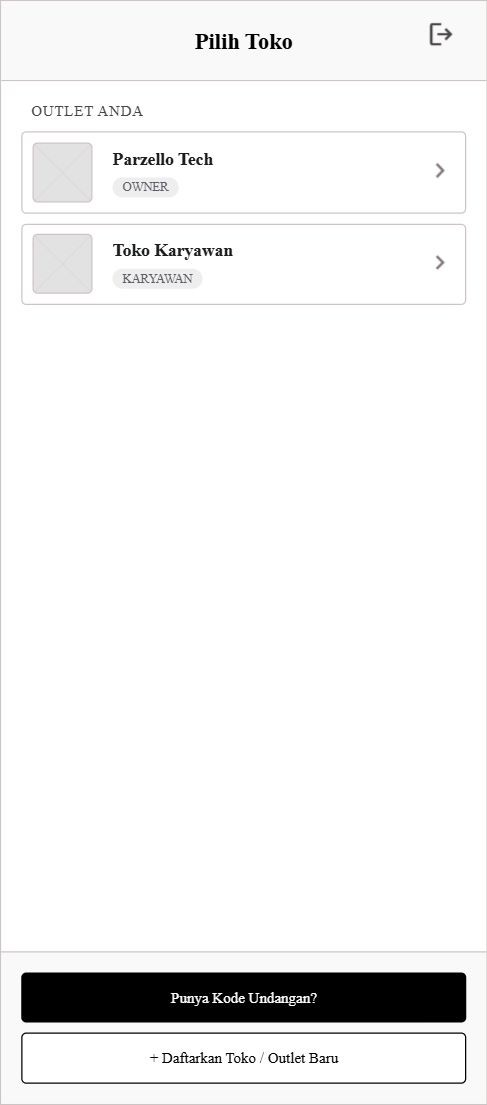 Pilih Toko
OUTLET ANDA
Parzello Tech
OWNER
Toko Karyawan
KARYAWAN
Punya Kode Undangan?
+ Daftarkan Toko / Outlet Baru